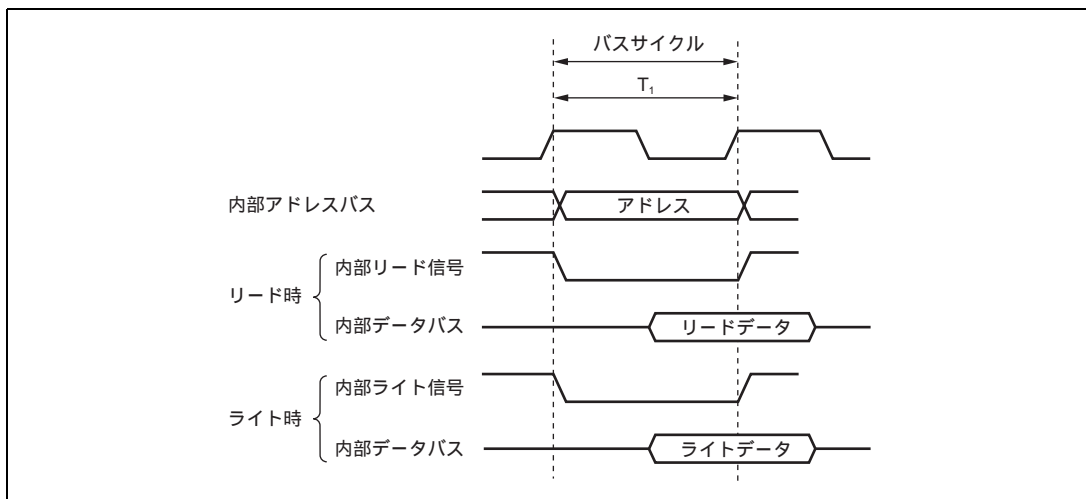 バスサイクル
T₁
内部アドレスバス
アドレス
リード時
内部リード信号
内部データバス
リードデータ
ライト時
内部ライト信号
内部データバス
ライトデータ